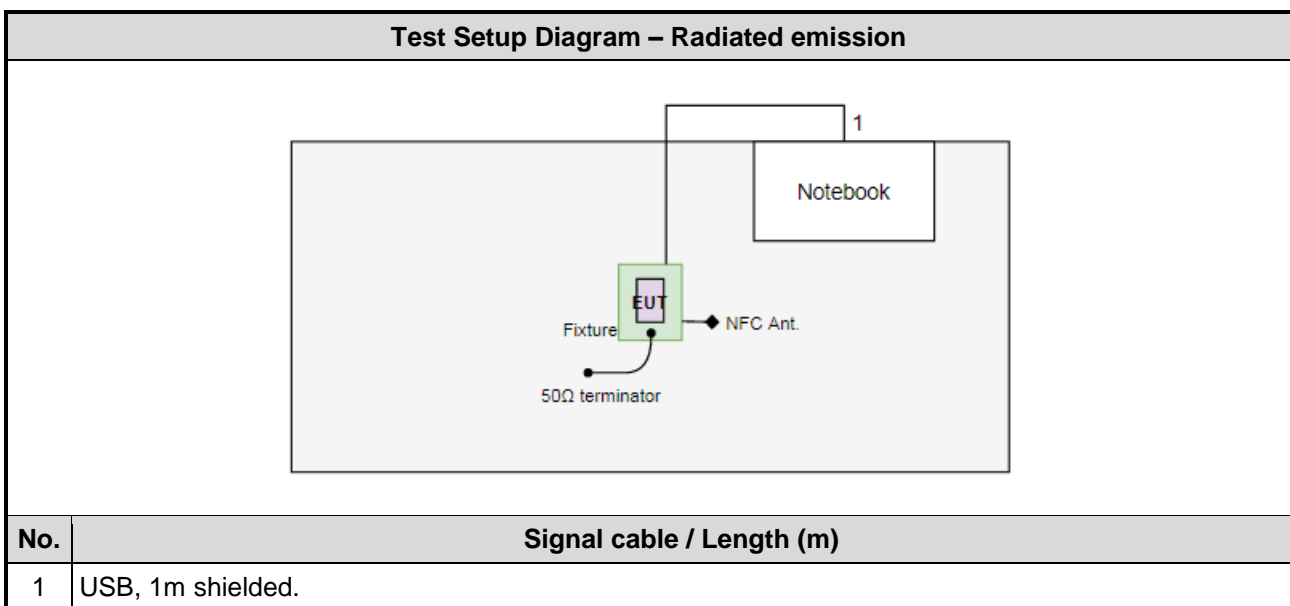 Test Setup Diagram – Radiated emission
1
Notebook
EUT
Fixture
NFC Ant.
50Ω terminator
No. Signal cable / Length (m)
1 USB, 1m shielded.